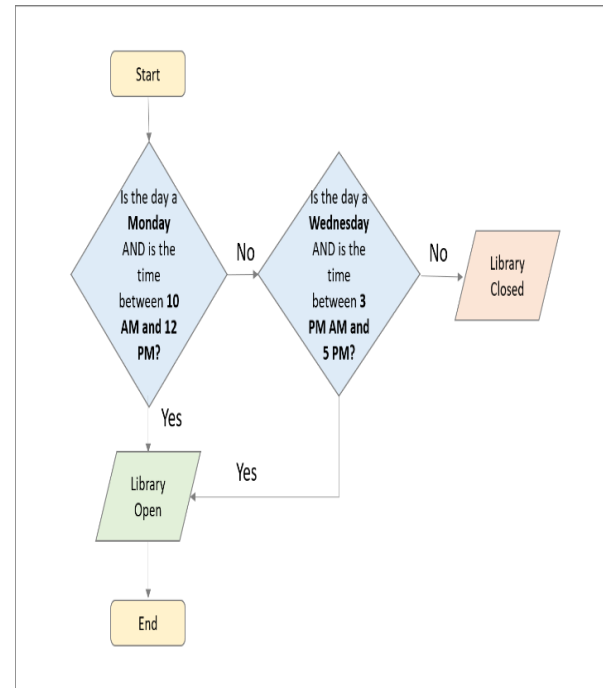 Start
Is the day a
Monday
AND is the
time
between 10
AM and 12
PM?
No
Is the day a
Wednesday
AND is the
time
between 3
PM AM and
5 PM?
No
Library
Closed
Yes
Yes
Library
Open
End